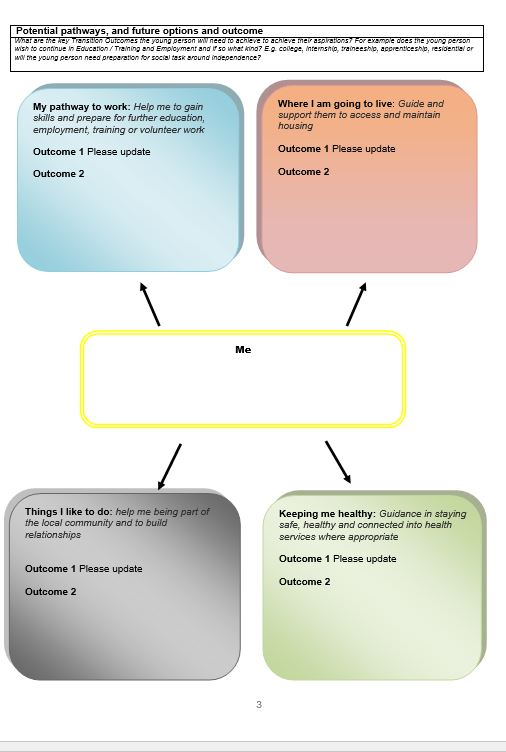 Potential pathways, and future options and outcome
What are the key Transition Outcomes the young person will need to achieve to achieve their aspirations? For example does the young person
wish to continue in Education / Training and Employment and if so what kind? E.g. college, internship, traineeship, apprenticeship, residential or
will the young person need preparation for social task around independence?
My pathway to work: Help me to gain
skills and prepare for further education,
employment, training or volunteer work
Outcome 1 Please update
Outcome 2
Where I am going to live: Guide and
support them to access and maintain
housing
Outcome 1 Please update
Outcome 2
Me
Things I like to do: help me being part of
the local community and to build
relationships
Outcome 1 Please update
Outcome 2
Keeping me healthy: Guidance in staying
safe, healthy and connected into health
services where appropriate
Outcome 1 Please update
Outcome 2
3